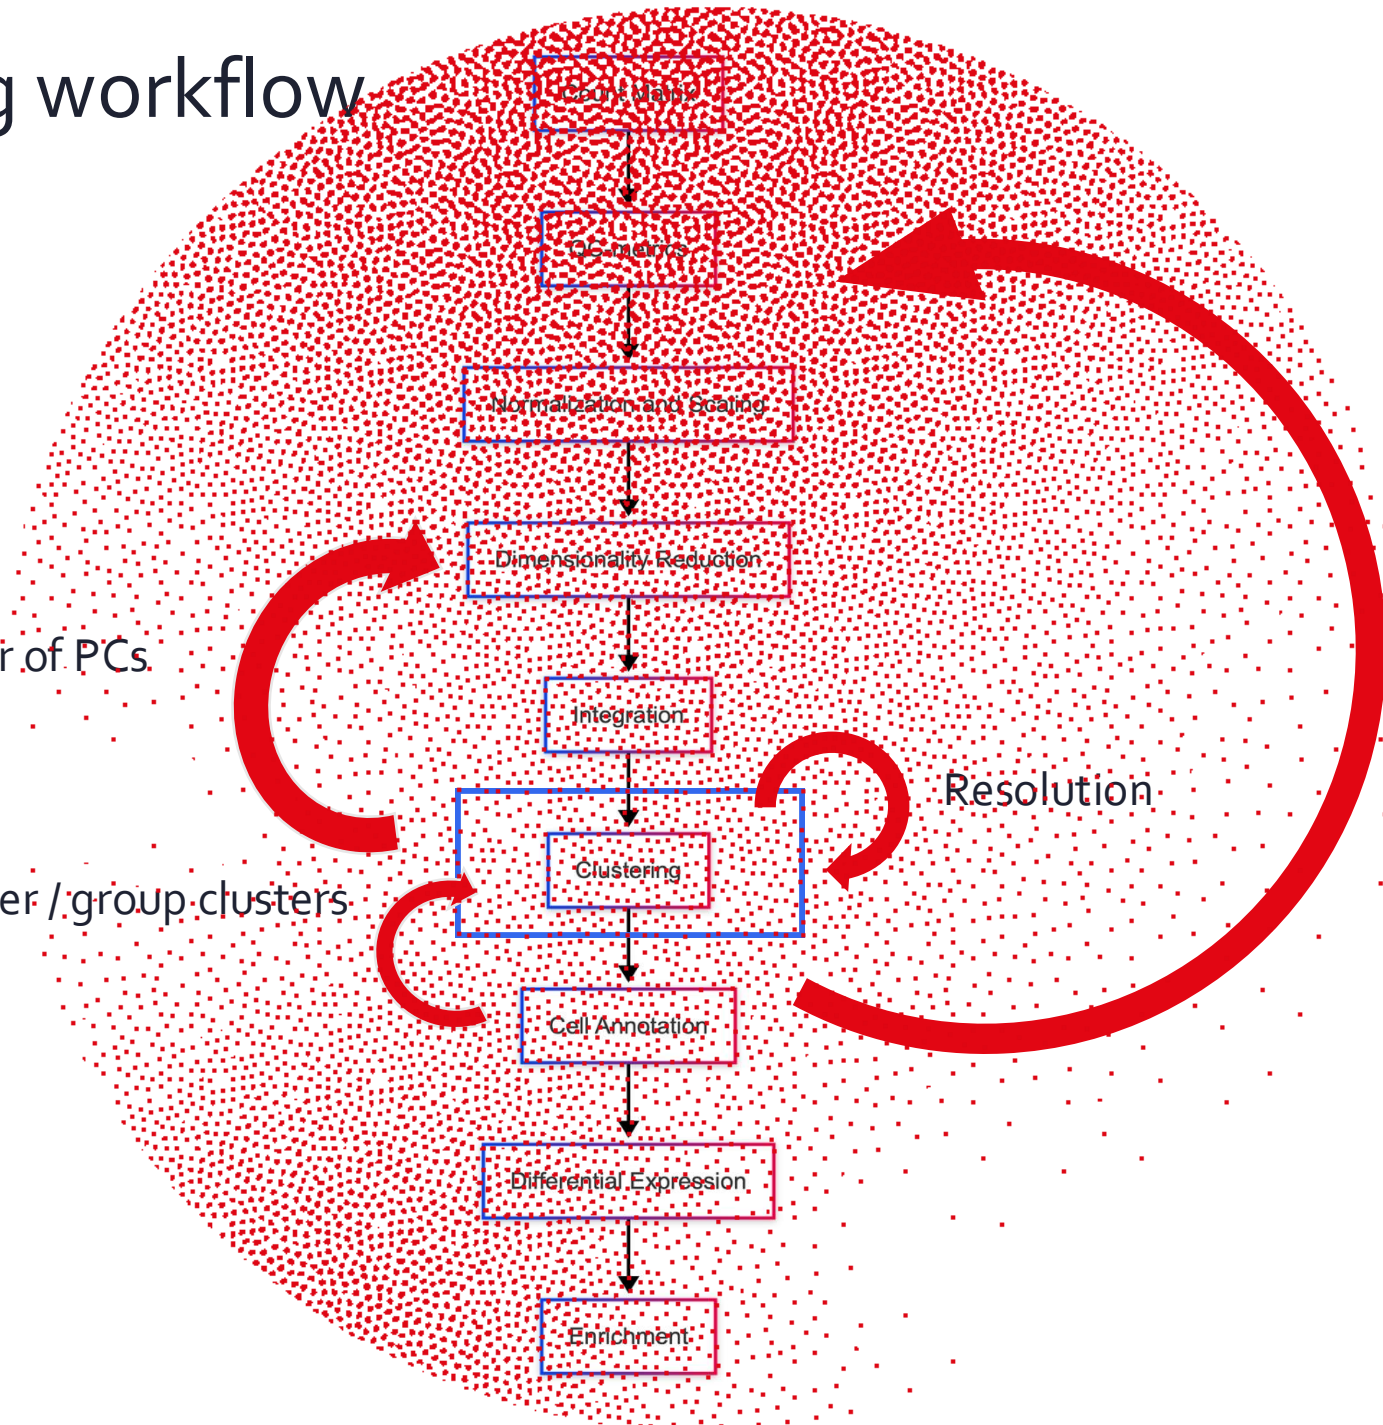 g workflow
Count Matrix
QC-metrics
Normalization and Scaling
Dimensionality Reduction
r of PCs
Integration
Resolution
Clustering
er / group clusters
Cell Annotation
Differential Expression
Enrichment